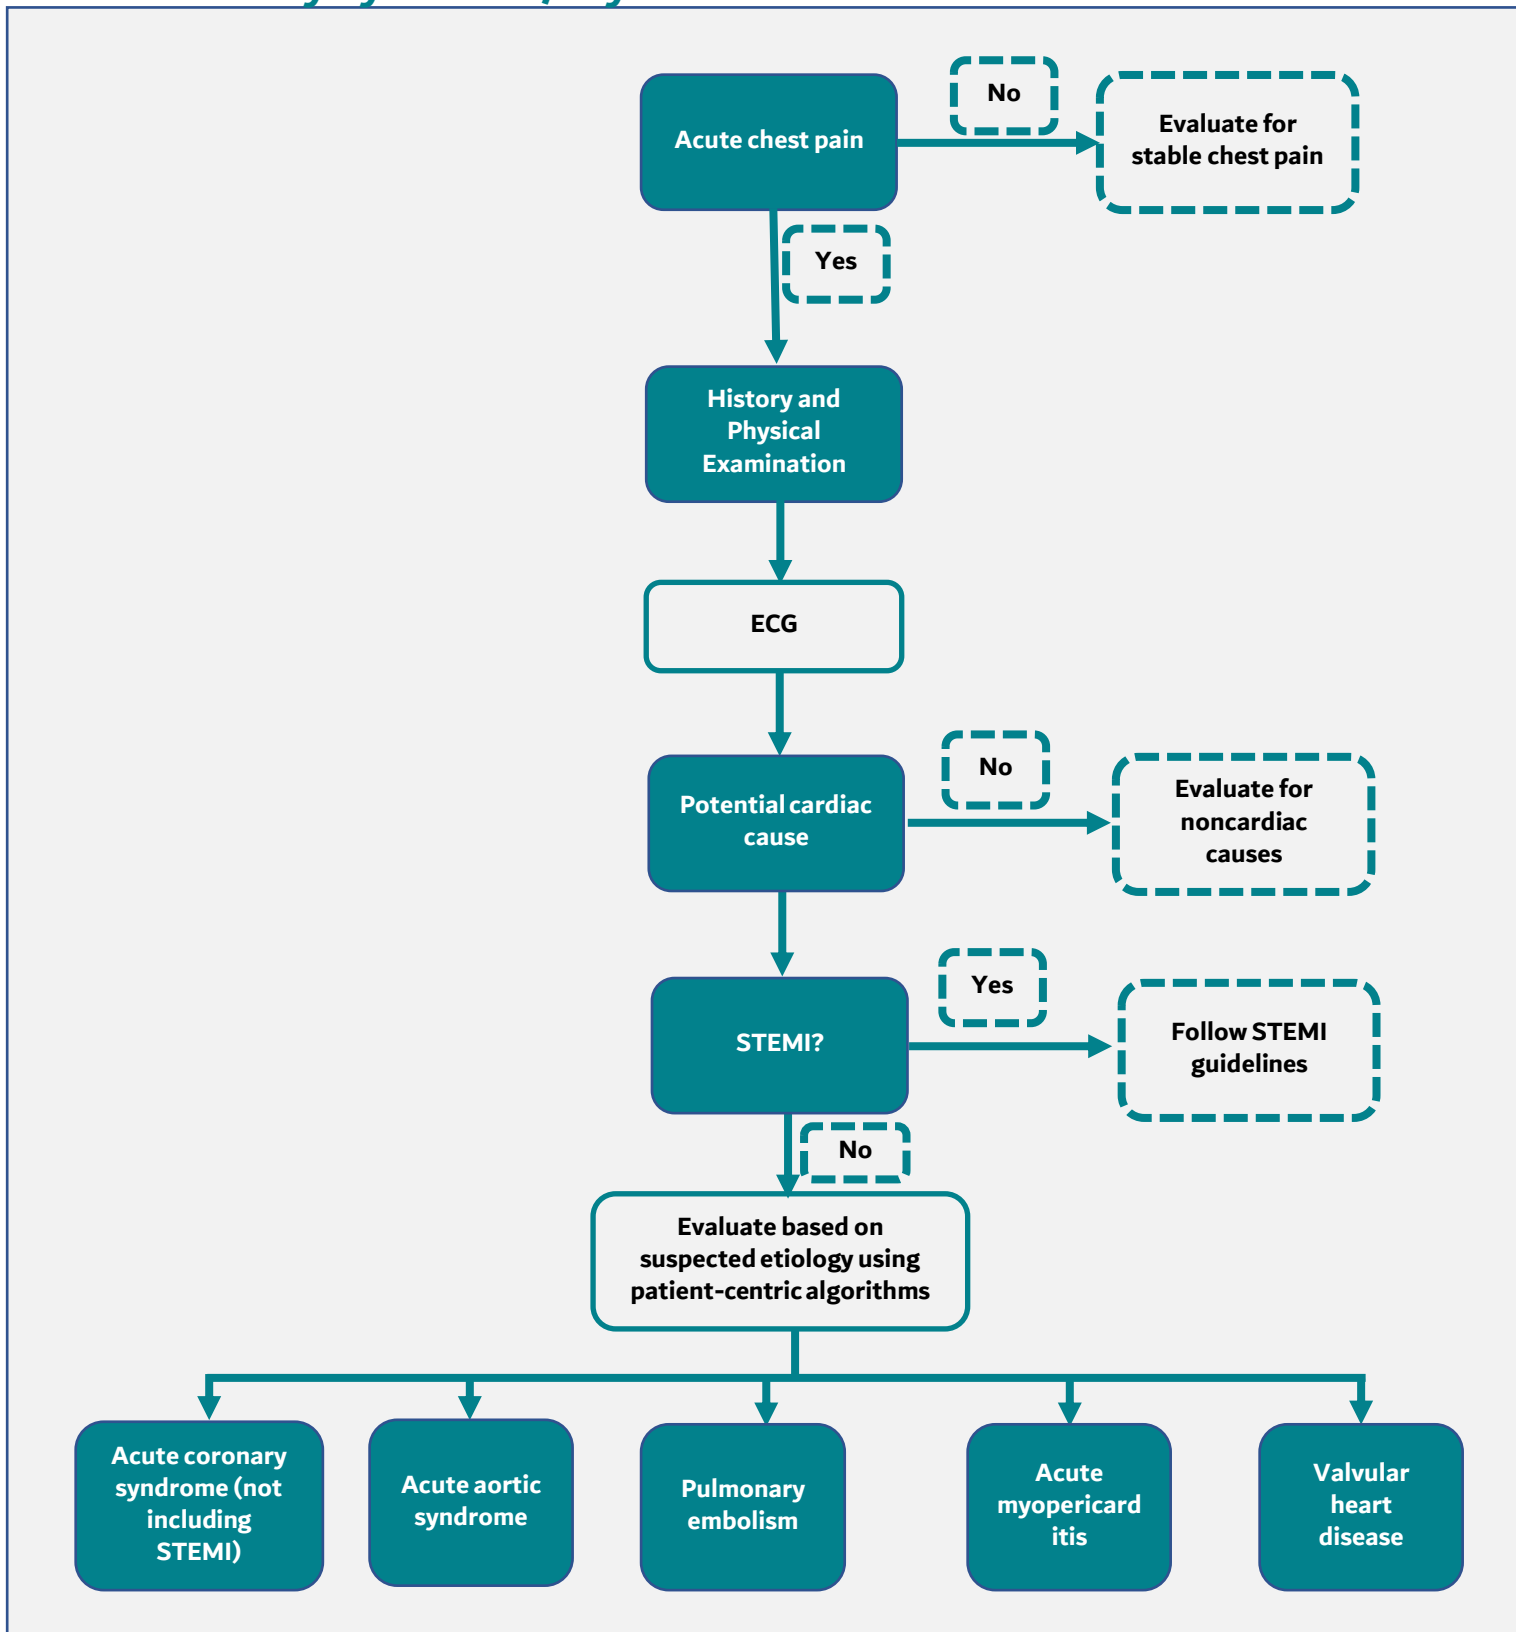 No
Acute chest pain
Evaluate for
stable chest pain
Yes
History and
Physical
Examination
ECG
No
Potential cardiac
cause
Evaluate for
noncardiac
causes
Yes
STEMI?
Follow STEMI
guidelines
No
Evaluate based on
suspected etiology using
patient-centric algorithms
Acute coronary
syndrome (not
including
STEMI)
Acute aortic
syndrome
Pulmonary
embolism
Acute
myopericard
itis
Valvular
heart
disease